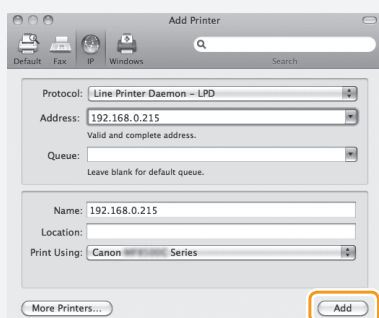 Add Printer
Default Fax IP Windows Search
Protocol: Line Printer Daemon – LPD
Address: 192.168.0.215
Valid and complete address.
Queue:
Leave blank for default queue.
Name: 192.168.0.215
Location:
Print Using: Canon Series
More Printers... Add